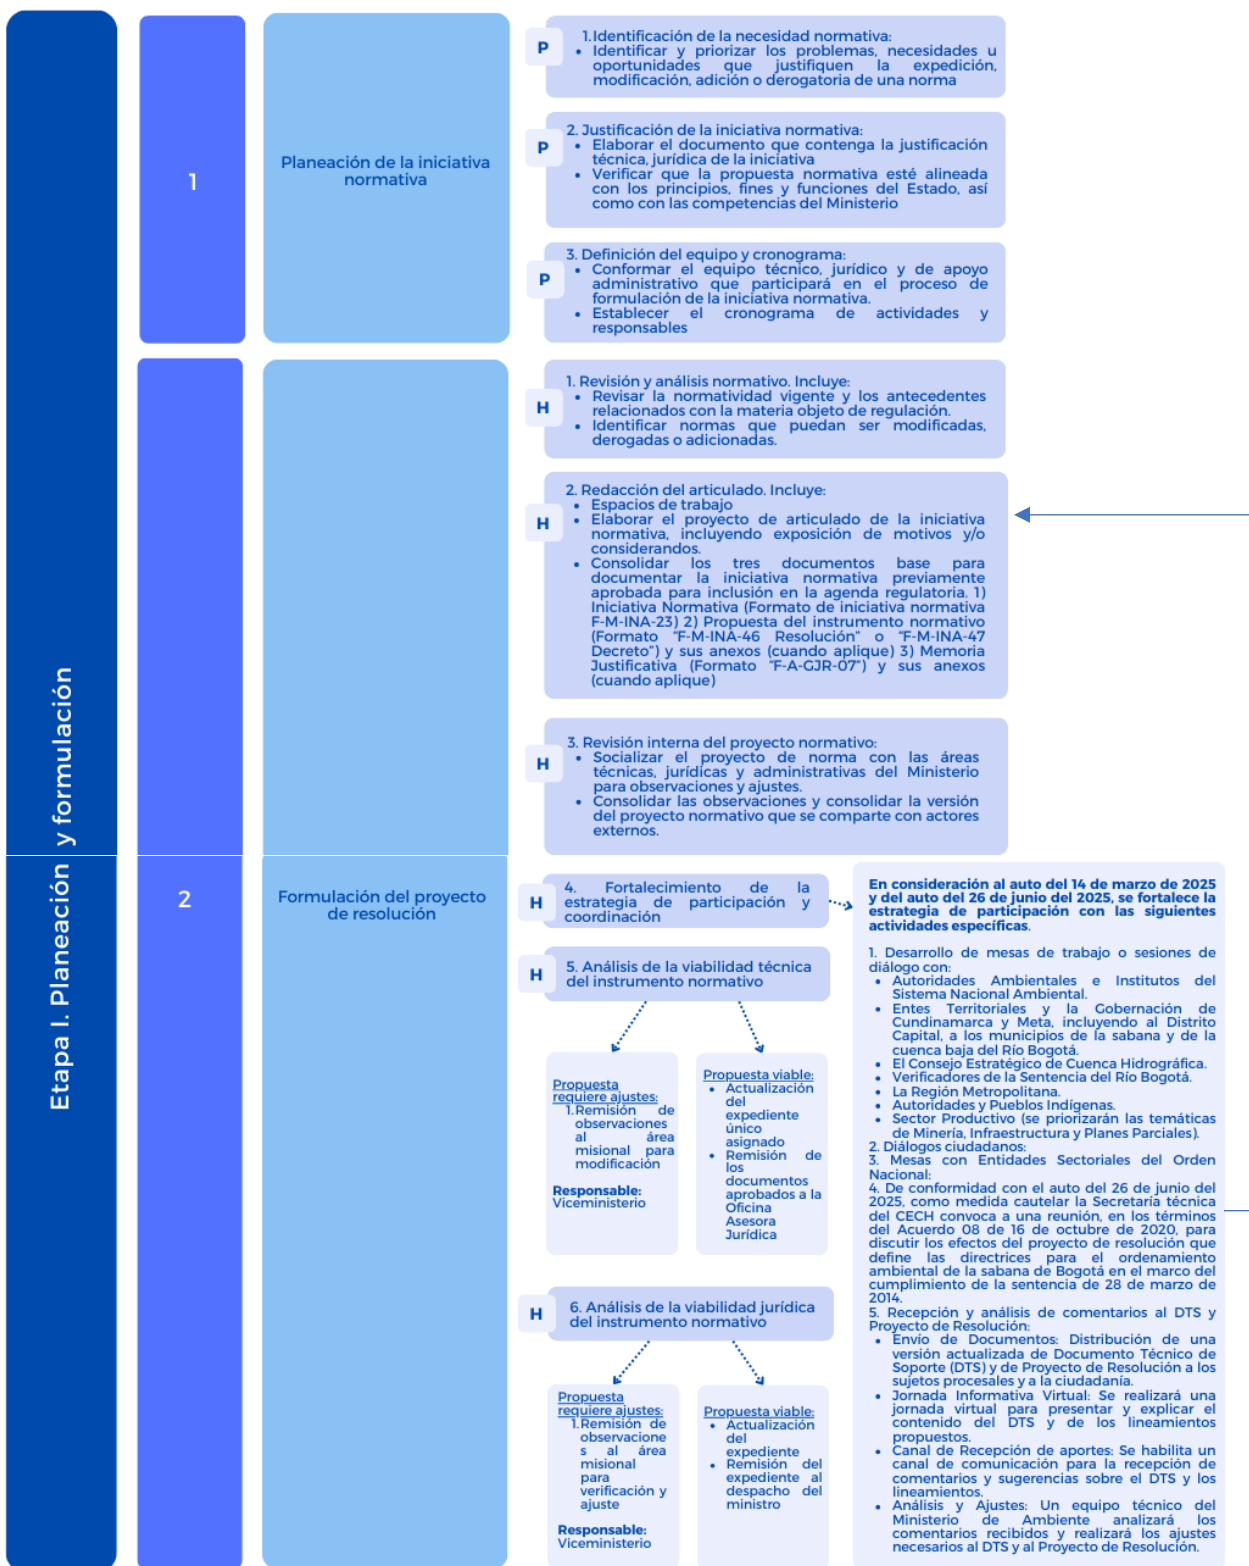 Etapa I. Planeación y formulación
1
Planeación de la iniciativa
normativa
P
1. Identificación de la necesidad normativa:
• Identificar y priorizar los problemas, necesidades u
oportunidades que justifiquen la expedición,
modificación, adición o derogatoria de una norma
P
2. Justificación de la iniciativa normativa:
• Elaborar el documento que contenga la justificación
técnica, jurídica de la iniciativa
• Verificar que la propuesta normativa esté alineada
con los principios, fines y funciones del Estado, así
como con las competencias del Ministerio
P
3. Definición del equipo y cronograma:
• Conformar el equipo técnico, jurídico y de apoyo
administrativo que participará en el proceso de
formulación de la iniciativa normativa.
• Establecer el cronograma de actividades y
responsables
2
Formulación del proyecto
de resolución
H
1. Revisión y análisis normativo. Incluye:
• Revisar la normatividad vigente y los antecedentes
relacionados con la materia objeto de regulación.
• Identificar normas que puedan ser modificadas,
derogadas o adicionadas.
H
2. Redacción del articulado. Incluye:
• Espacios de trabajo
• Elaborar el proyecto de articulado de la iniciativa
normativa, incluyendo exposición de motivos y/o
considerandos.
• Consolidar los tres documentos base para
documentar la iniciativa normativa previamente
aprobada para inclusión en la agenda regulatoria. 1)
Iniciativa Normativa (Formato de iniciativa normativa
F-M-INA-23) 2) Propuesta del instrumento normativo
(Formato "F-M-INA-46 Resolución" o "F-M-INA-47
Decreto") y sus anexos (cuando aplique) 3) Memoria
Justificativa (Formato "F-A-GJR-07") y sus anexos
(cuando aplique)
H
3. Revisión interna del proyecto normativo:
• Socializar el proyecto de norma con las áreas
técnicas, jurídicas y administrativas del Ministerio
para observaciones y ajustes.
• Consolidar las observaciones y consolidar la versión
del proyecto normativo que se comparte con actores
externos.
H
4. Fortalecimiento de la
estrategia de participación y
coordinación
H
5. Análisis de la viabilidad técnica
del instrumento normativo
Propuesta
requiere ajustes:
1. Remisión de
observaciones
al área
misional para
modificación
Responsable:
Viceministerio
Propuesta viable:
• Actualización
del
expediente
único
asignado
• Remisión de
los
documentos
aprobados a la
Oficina
Asesora
Jurídica
H
6. Análisis de la viabilidad jurídica
del instrumento normativo
Propuesta
requiere ajustes:
1. Remisión de
observacione
s al área
misional
para
verificación y
ajuste
Responsable:
Viceministerio
Propuesta viable:
• Actualización
del
expediente
• Remisión del
expediente al
despacho del
ministro
En consideración al auto del 14 de marzo de 2025
y del auto del 26 de junio del 2025, se fortalece la
estrategia de participación con las siguientes
actividades específicas.
1. Desarrollo de mesas de trabajo o sesiones de
diálogo con:
• Autoridades Ambientales e Institutos del
Sistema Nacional Ambiental.
• Entes Territoriales y la Gobernación de
Cundinamarca y Meta, incluyendo al Distrito
Capital, a los municipios de la sabana y de la
cuenca baja del Río Bogotá.
• El Consejo Estratégico de Cuenca Hidrográfica.
• Verificadores de la Sentencia del Río Bogotá.
• La Región Metropolitana.
• Autoridades y Pueblos Indígenas.
• Sector Productivo (se priorizarán las temáticas
de Minería, Infraestructura y Planes Parciales).
2. Diálogos ciudadanos:
3. Mesas con Entidades Sectoriales del Orden
Nacional:
4. De conformidad con el auto del 26 de junio del
2025, como medida cautelar la Secretaría técnica
del CECH convoca a una reunión, en los términos
del Acuerdo 08 de 16 de octubre de 2020, para
discutir los efectos del proyecto de resolución que
define las directrices para el ordenamiento
ambiental de la sabana de Bogotá en el marco del
cumplimiento de la sentencia de 28 de marzo de
2014.
5. Recepción y análisis de comentarios al DTS y
Proyecto de Resolución:
• Envío de Documentos: Distribución de una
versión actualizada de Documento Técnico de
Soporte (DTS) y de Proyecto de Resolución a los
sujetos procesales y a la ciudadanía.
• Jornada Informativa Virtual: Se realizará una
jornada virtual para presentar y explicar el
contenido del DTS y de los lineamientos
propuestos.
• Canal de Recepción de aportes: Se habilita un
canal de comunicación para la recepción de
comentarios y sugerencias sobre el DTS y los
lineamientos.
• Análisis y Ajustes: Un equipo técnico del
Ministerio de Ambiente analizará los
comentarios recibidos y realizará los ajustes
necesarios al DTS y al Proyecto de Resolución.